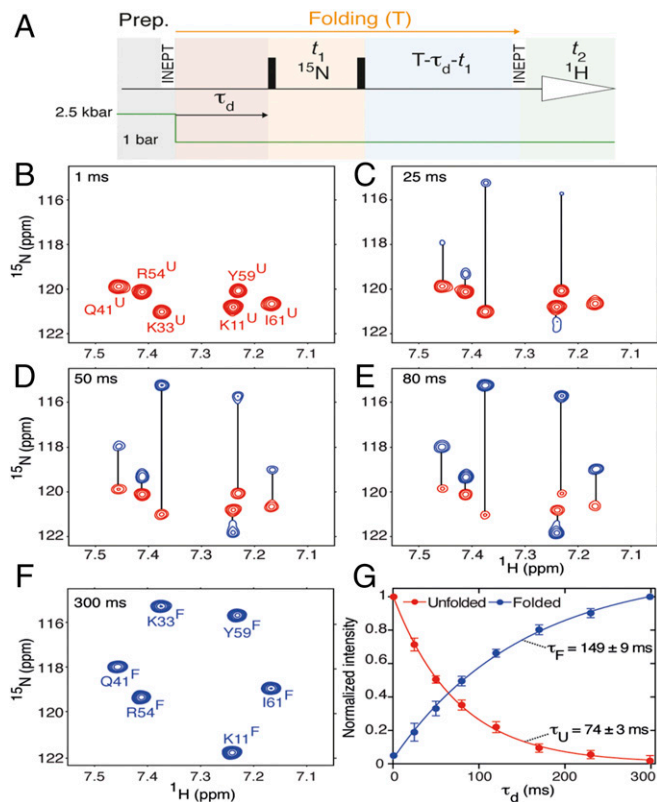 A
Prep.
Folding (T)
INEPT
t1
15N
T-τd-t1
INEPT
t2
1H
τd
2.5 kbar
1 bar
B
1 ms
15N (ppm)
116
118
120
122
R54U
Y59U
Q41U
K33U
K11U
I61U
7.5
7.4
7.3
7.2
7.1
C
25 ms
116
118
120
122
7.5
7.4
7.3
7.2
7.1
D
50 ms
15N (ppm)
116
118
120
122
7.5
7.4
7.3
7.2
7.1
E
80 ms
116
118
120
122
7.5
7.4
7.3
7.2
7.1
1H (ppm)
F
300 ms
15N (ppm)
116
118
120
122
K33F
Y59F
Q41F
R54F
I61F
K11F
7.5
7.4
7.3
7.2
7.1
1H (ppm)
G
Normalized intensity
1
0.8
0.6
0.4
0.2
0
Unfolded
Folded
τF = 149 ± 9 ms
τU = 74 ± 3 ms
0
100
200
300
τd (ms)